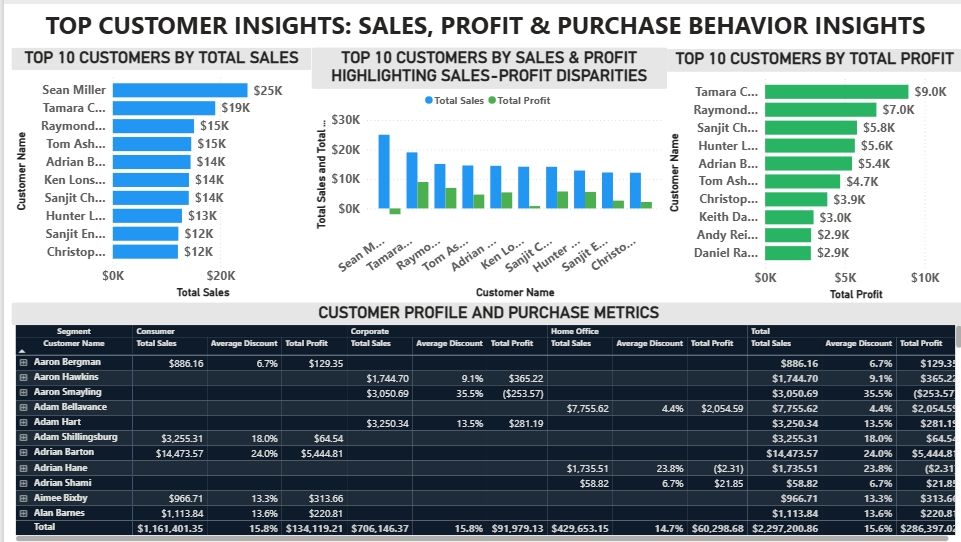 TOP CUSTOMER INSIGHTS: SALES, PROFIT & PURCHASE BEHAVIOR INSIGHTS
TOP 10 CUSTOMERS BY TOTAL SALES
Customer Name
Sean Miller $25K
Tamara C... $19K
Raymond... $15K
Tom Ash... $15K
Adrian B... $14K
Ken Lons... $14K
Sanjit Ch... $14K
Hunter L... $13K
Sanjit En... $12K
Christop... $12K
$0K $20K
Total Sales
TOP 10 CUSTOMERS BY SALES & PROFIT
HIGHLIGHTING SALES-PROFIT DISPARITIES
Total Sales Total Profit
Total Sales and Total...
$30K
$20K
$10K
$0K
Sean M... Tamara... Raymo... Tom As... Adrian ... Ken Lo... Sanjit C... Hunter ... Sanjit E... Christo...
Customer Name
TOP 10 CUSTOMERS BY TOTAL PROFIT
Customer Name
Tamara C... $9.0K
Raymond... $7.0K
Sanjit Ch... $5.8K
Hunter L... $5.6K
Adrian B... $5.4K
Tom Ash... $4.7K
Christop... $3.9K
Keith Da... $3.0K
Andy Rei... $2.9K
Daniel Ra... $2.9K
$0K $5K $10K
Total Profit
CUSTOMER PROFILE AND PURCHASE METRICS
Segment Consumer Corporate Home Office Total
Customer Name Total Sales Average Discount Total Profit Total Sales Average Discount Total Profit Total Sales Average Discount Total Profit Total Sales Average Discount Total Profit
Aaron Bergman $886.16 6.7% $129.35 $886.16 6.7% $129.35
Aaron Hawkins $1,744.70 9.1% $365.22 $1,744.70 9.1% $365.22
Aaron Smayling $3,050.69 35.5% ($253.57) $3,050.69 35.5% ($253.57
Adam Bellavance $7,755.62 4.4% $2,054.59 $7,755.62 4.4% $2,054.59
Adam Hart $3,250.34 13.5% $281.19 $3,250.34 13.5% $281.19
Adam Shillingsburg $3,255.31 18.0% $64.54 $3,255.31 18.0% $64.54
Adrian Barton $14,473.57 24.0% $5,444.81 $14,473.57 24.0% $5,444.81
Adrian Hane $1,735.51 23.8% ($2.31) $1,735.51 23.8% ($2.31
Adrian Shami $58.82 6.7% $21.85 $58.82 6.7% $21.85
Aimee Bixby $966.71 13.3% $313.66 $966.71 13.3% $313.66
Alan Barnes $1,113.84 13.6% $220.81 $1,113.84 13.6% $220.81
Total $1,161,401.35 15.8% $134,119.21 $706,146.37 15.8% $91,979.13 $429,653.15 14.7% $60,298.68 $2,297,200.86 15.6% $286,397.02